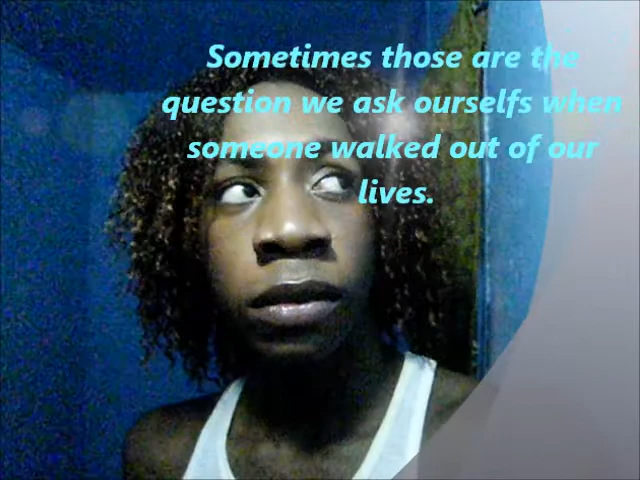 Sometimes those are the
question we ask ourselfs when
someone walked out of our
lives.